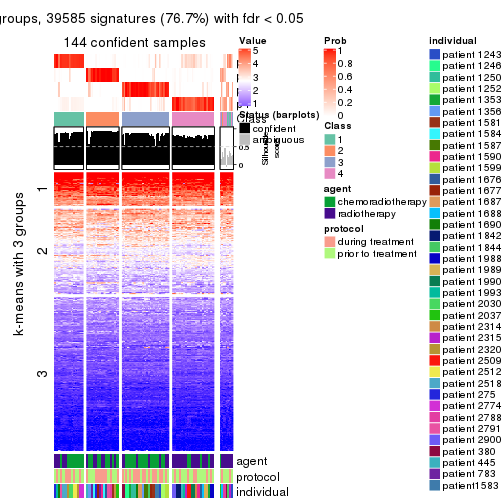 groups, 39585 signatures (76.7%) with fdr < 0.05
144 confident samples
k-means with 3 groups
1
2
3
Class
agent
protocol
individual
Value
5
4
3
2
1
Status (barplots)
confident
ambiguous
0.5
0
Silhouette
score
Prob
1
0.8
0.6
0.4
0.2
0
Class
1
2
3
4
agent
chemoradiotherapy
radiotherapy
protocol
during treatment
prior to treatment
individual
patient 1243
patient 1246
patient 1250
patient 1252
patient 1353
patient 1356
patient 1581
patient 1584
patient 1587
patient 1590
patient 1599
patient 1676
patient 1677
patient 1687
patient 1688
patient 1690
patient 1842
patient 1844
patient 1988
patient 1989
patient 1990
patient 1993
patient 2030
patient 2037
patient 2314
patient 2315
patient 2320
patient 2509
patient 2512
patient 2518
patient 275
patient 2774
patient 2788
patient 2791
patient 2900
patient 380
patient 445
patient 783
patient1583